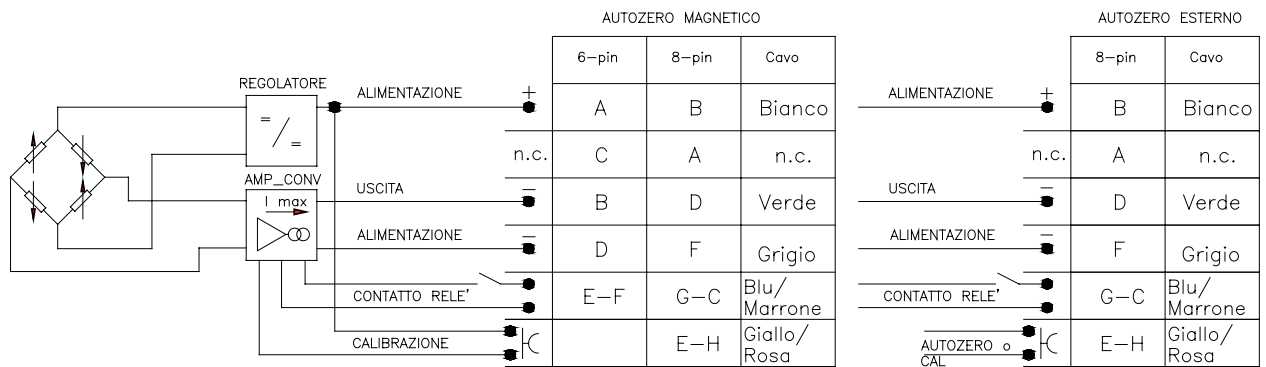 AUTOZERO MAGNETICO
AUTOZERO ESTERNO
6-pin 8-pin Cavo
8-pin Cavo
REGOLATORE
= / =
ALIMENTAZIONE + A B Bianco
ALIMENTAZIONE + B Bianco
n.c. C A n.c.
n.c. A n.c.
AMP_CONV
I max
USCITA – B D Verde
USCITA – D Verde
ALIMENTAZIONE – D F Grigio
ALIMENTAZIONE – F Grigio
CONTATTO RELE' E-F G-C Blu/
Marrone
CONTATTO RELE' G-C Blu/
Marrone
CALIBRAZIONE E-H Giallo/
Rosa
AUTOZERO o
CAL
E-H Giallo/
Rosa